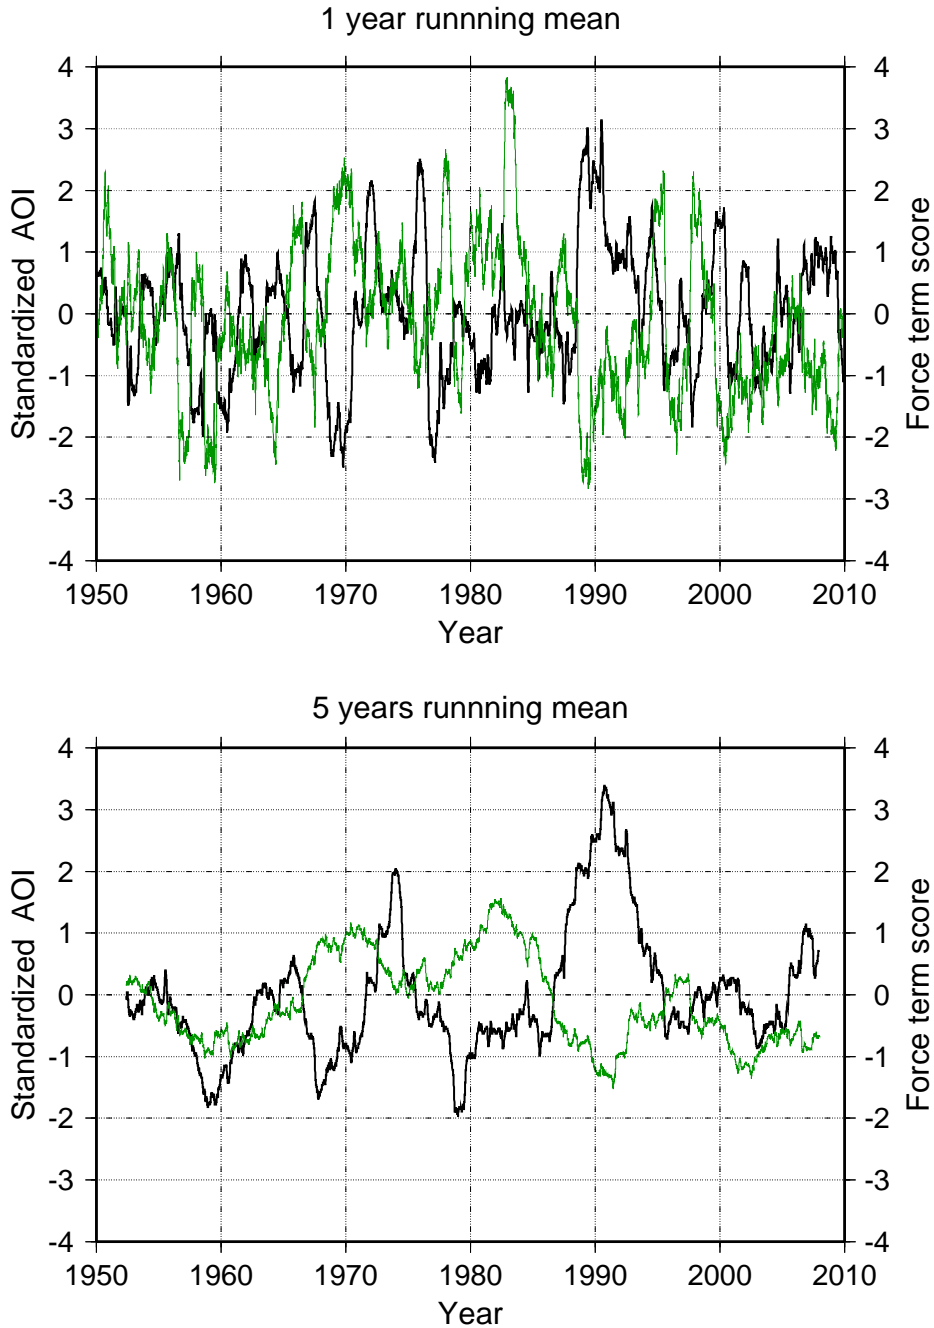 1 year runnning mean
4 4
3 3
2 2
1 1
0 0
-1 -1
-2 -2
-3 -3
-4 -4
Standardized AOI
Force term score
1950 1960 1970 1980 1990 2000 2010
Year
5 years runnning mean
4 4
3 3
2 2
1 1
0 0
-1 -1
-2 -2
-3 -3
-4 -4
Standardized AOI
Force term score
1950 1960 1970 1980 1990 2000 2010
Year